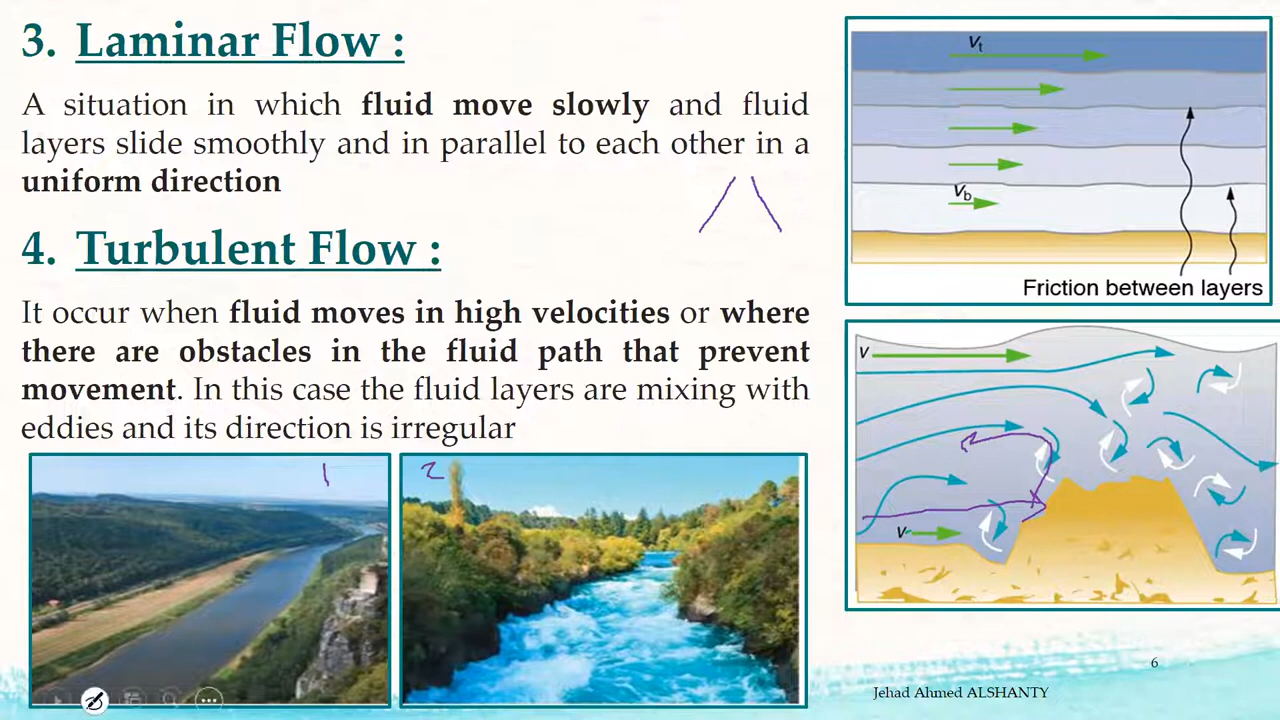 3. Laminar Flow :
A situation in which fluid move slowly and fluid
layers slide smoothly and in parallel to each other in a
uniform direction
4. Turbulent Flow :
It occur when fluid moves in high velocities or where
there are obstacles in the fluid path that prevent
movement. In this case the fluid layers are mixing with
eddies and its direction is irregular
1
2
vt
vb
Friction between layers
v
v
6
Jehad Ahmed ALSHANTY